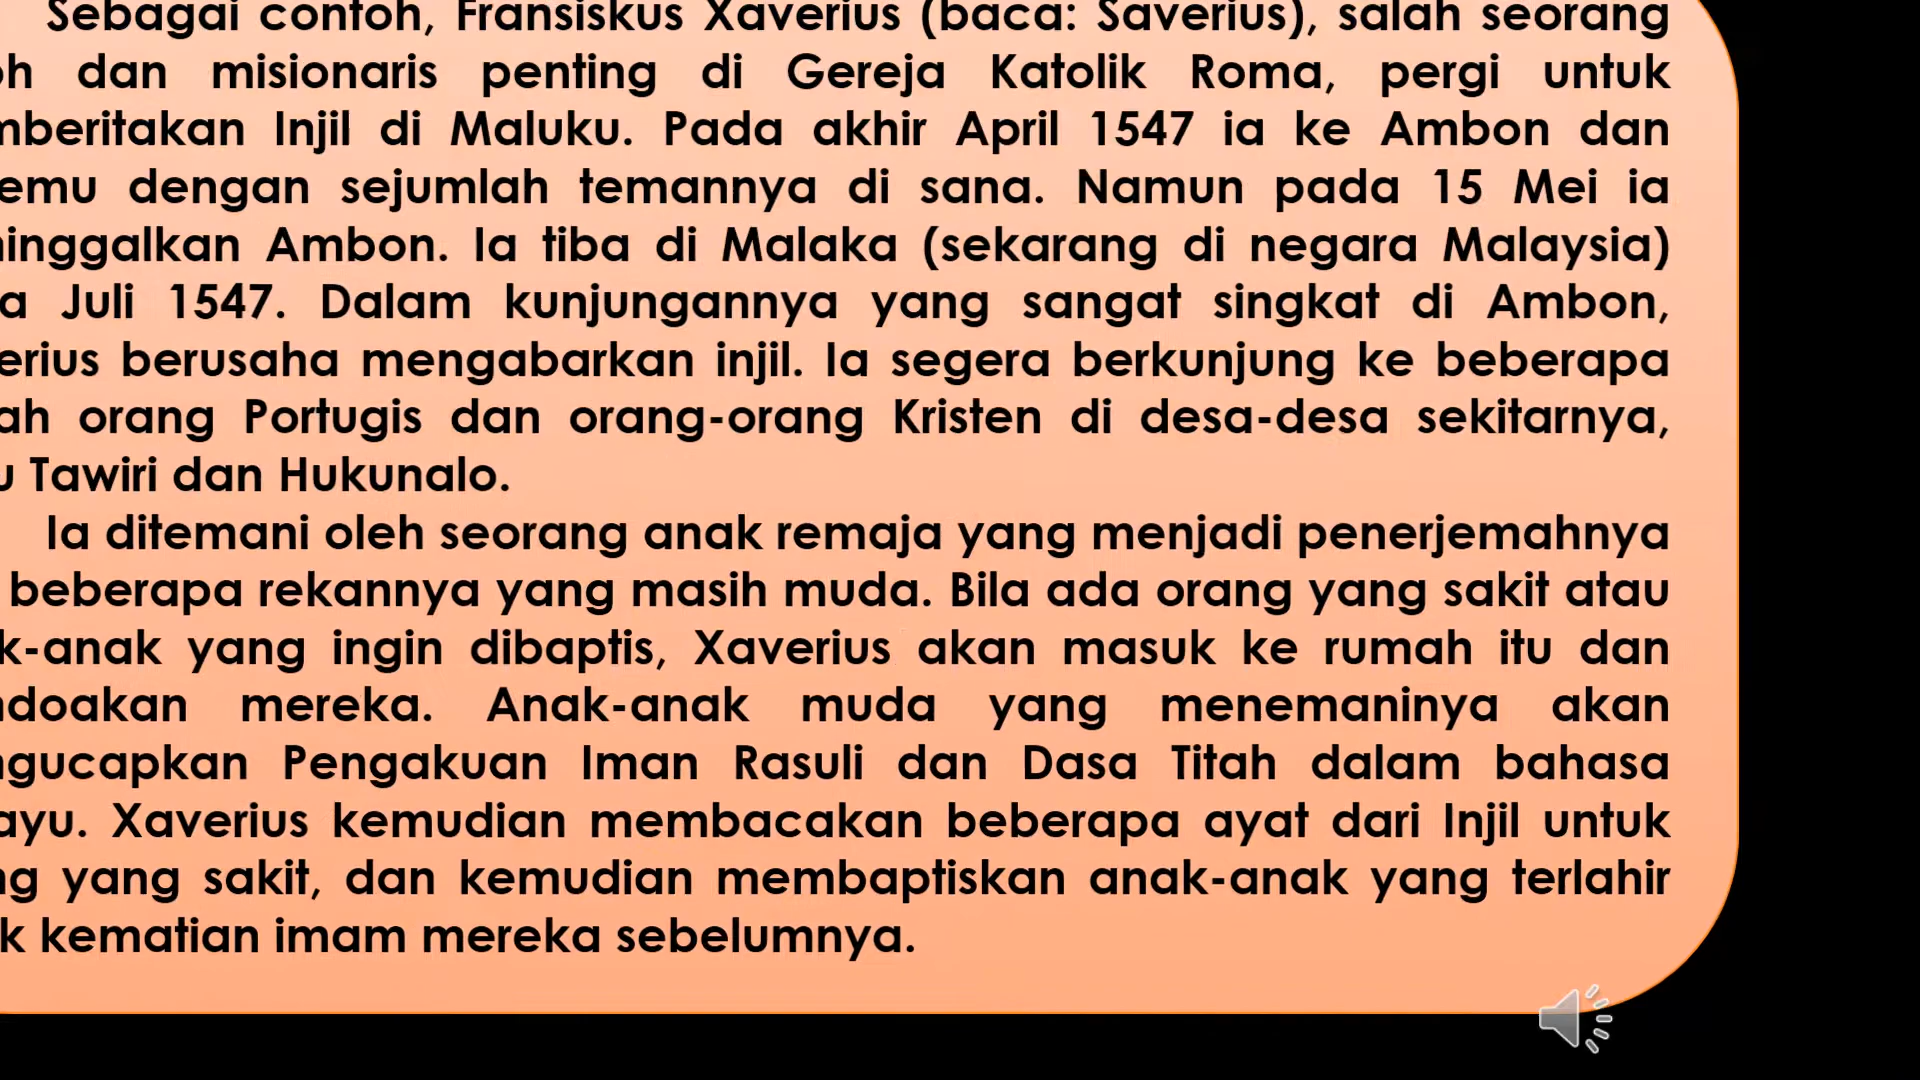 Sebagai contoh, Fransiskus Xaverius (baca: Saverius), salah seorang
oh dan misionaris penting di Gereja Katolik Roma, pergi untuk
mberitakan Injil di Maluku. Pada akhir April 1547 ia ke Ambon dan
emu dengan sejumlah temannya di sana. Namun pada 15 Mei ia
inggalkan Ambon. Ia tiba di Malaka (sekarang di negara Malaysia)
a Juli 1547. Dalam kunjungannya yang sangat singkat di Ambon,
erius berusaha mengabarkan injil. Ia segera berkunjung ke beberapa
ah orang Portugis dan orang-orang Kristen di desa-desa sekitarnya,
u Tawiri dan Hukunalo.
Ia ditemani oleh seorang anak remaja yang menjadi penerjemahnya
beberapa rekannya yang masih muda. Bila ada orang yang sakit atau
k-anak yang ingin dibaptis, Xaverius akan masuk ke rumah itu dan
ndoakan mereka. Anak-anak muda yang menemaninya akan
ngucapkan Pengakuan Iman Rasuli dan Dasa Titah dalam bahasa
ayu. Xaverius kemudian membacakan beberapa ayat dari Injil untuk
ng yang sakit, dan kemudian membaptiskan anak-anak yang terlahir
k kematian imam mereka sebelumnya.